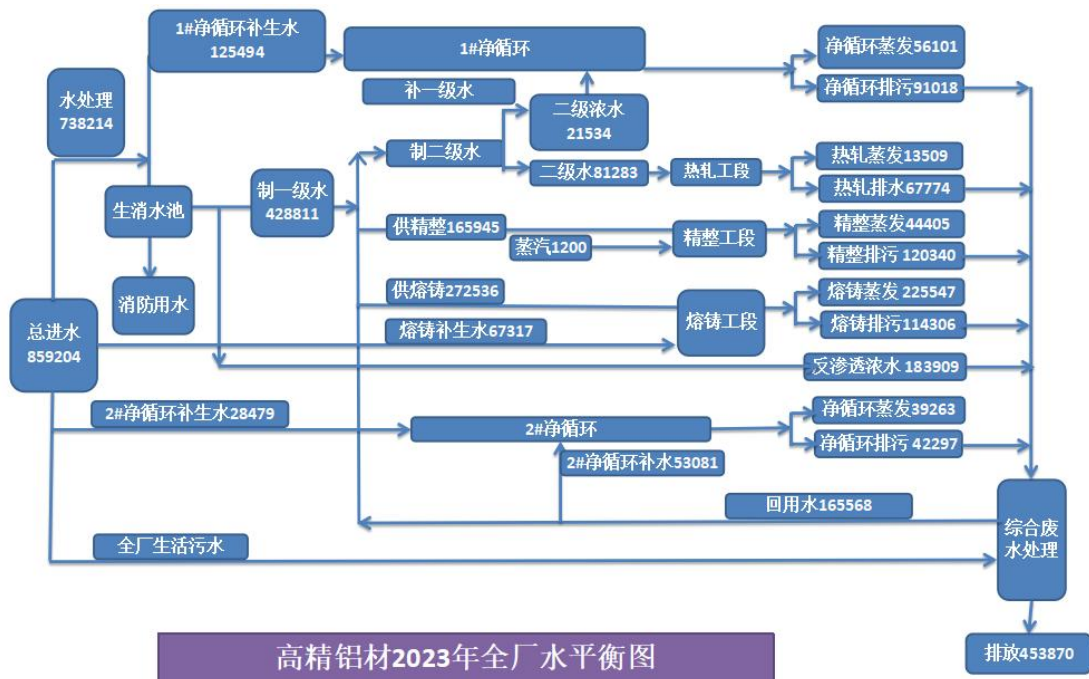 1#净循环补生水
125494
1#净循环
净循环蒸发56101
净循环排污91018
水处理
738214
补一级水
二级浓水
21534
制二级水
二级水81283
热轧工段
热轧蒸发13509
热轧排水67774
制一级水
428811
生消水池
供精整165945
蒸汽1200
精整工段
精整蒸发44405
精整排污 120340
消防用水
供熔铸272536
熔铸工段
熔铸蒸发 225547
熔铸排污114306
总进水
859204
熔铸补生水67317
反渗透浓水 183909
2#净循环补生水28479
2#净循环
净循环蒸发39263
净循环排污 42297
2#净循环补水53081
回用水165568
综合废
水处理
全厂生活污水
排放453870
高精铝材2023年全厂水平衡图